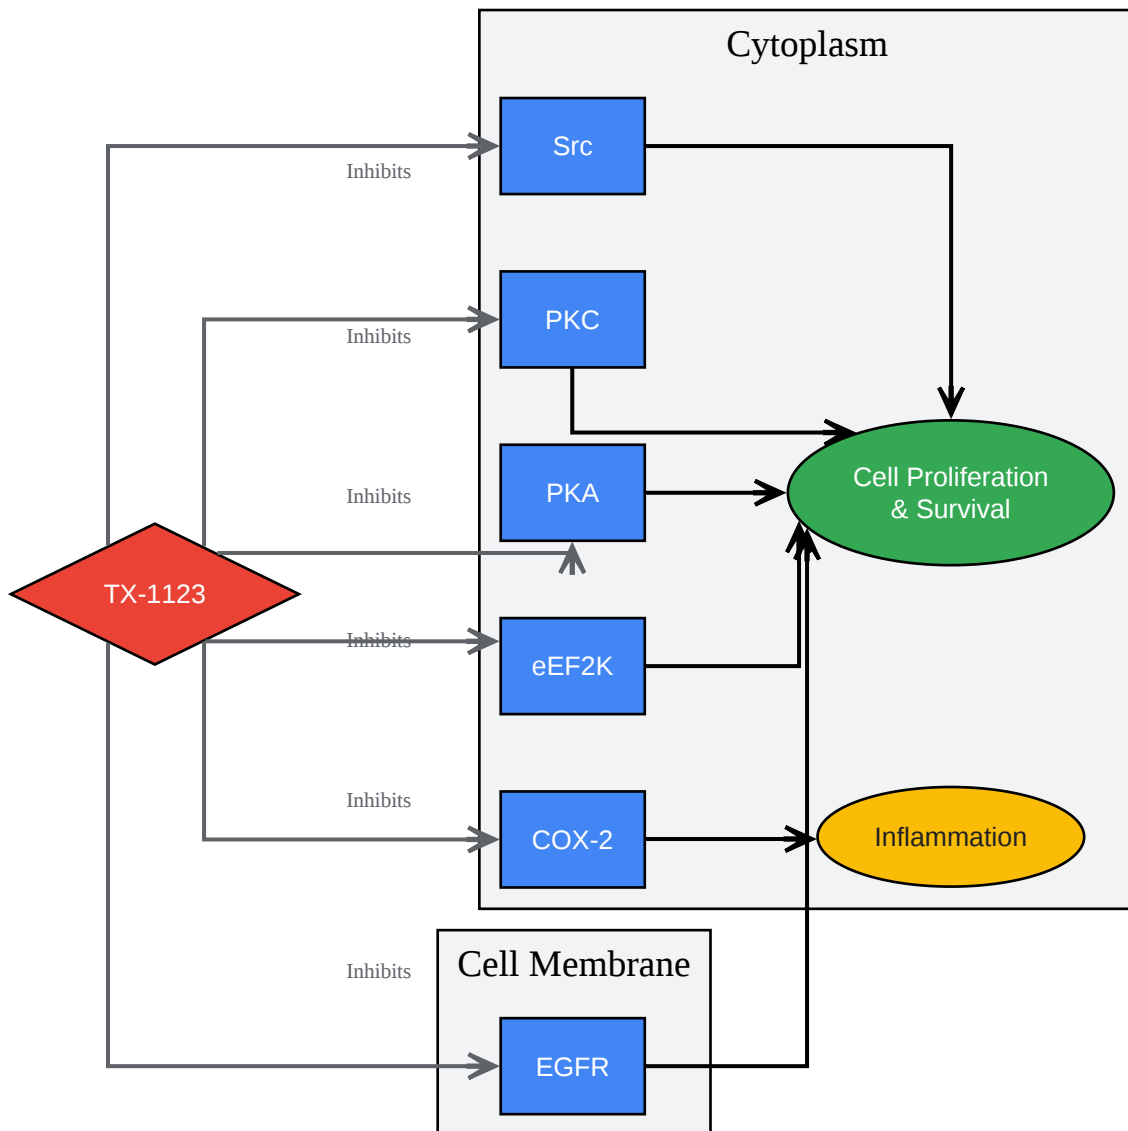 Cytoplasm
Src
Inhibits
PKC
Inhibits
Cell Proliferation
& Survival
PKA
Inhibits
TX-1123
Inhibits
eEF2K
Inhibits
COX-2
Inflammation
Cell Membrane
Inhibits
EGFR